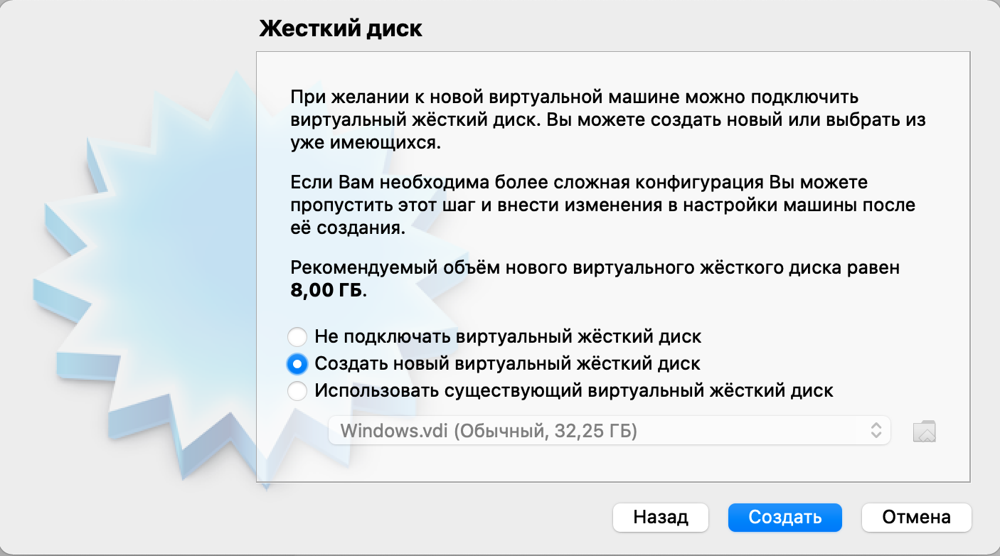 Жесткий диск
При желании к новой виртуальной машине можно подключить
виртуальный жёсткий диск. Вы можете создать новый или выбрать из
уже имеющихся.
Если Вам необходима более сложная конфигурация Вы можете
пропустить этот шаг и внести изменения в настройки машины после
её создания.
Рекомендуемый объём нового виртуального жёсткого диска равен
8,00 ГБ.
Не подключать виртуальный жёсткий диск
Создать новый виртуальный жёсткий диск
Использовать существующий виртуальный жёсткий диск
Windows.vdi (Обычный, 32,25 ГБ)
Назад
Создать
Отмена